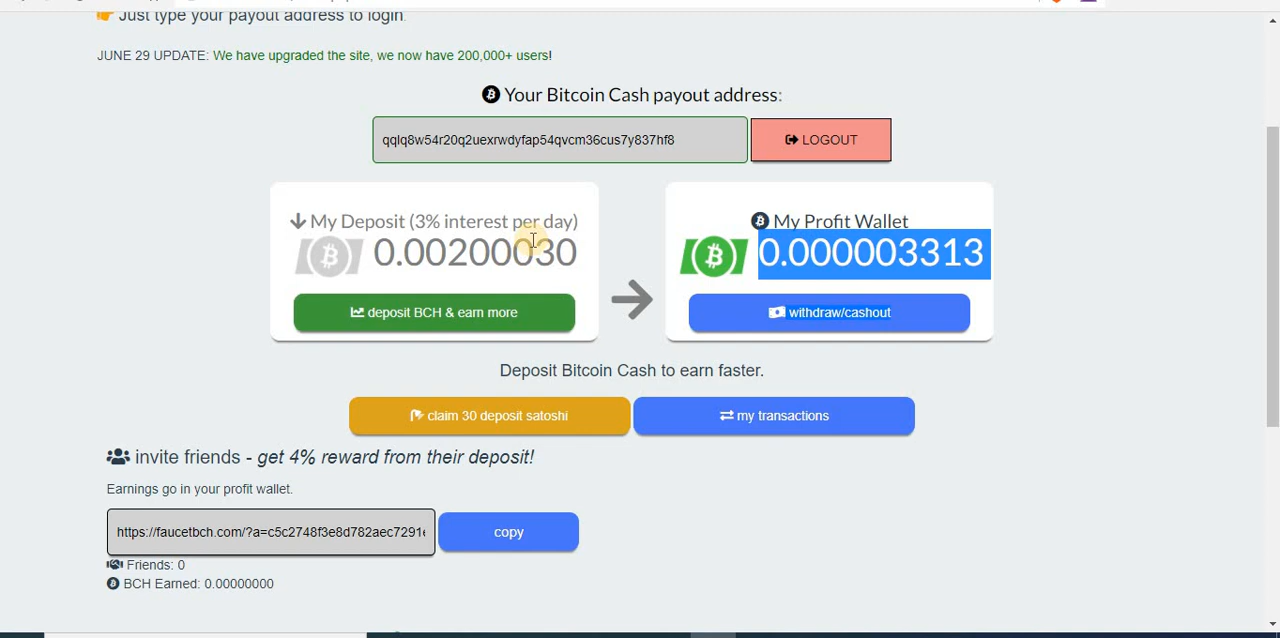 Just type your payout address to login.
JUNE 29 UPDATE: We have upgraded the site, we now have 200,000+ users!
Your Bitcoin Cash payout address:
qqlq8w54r20q2uexrwdyfap54qvcm36cus7y837hf8
LOGOUT
My Deposit (3% interest per day)
0.00200030
deposit BCH & earn more
My Profit Wallet
0.000003313
withdraw/cashout
Deposit Bitcoin Cash to earn faster.
claim 30 deposit satoshi
my transactions
invite friends - get 4% reward from their deposit!
Earnings go in your profit wallet.
https://faucetbch.com/?a=c5c2748f3e8d782aec7291
copy
Friends: 0
BCH Earned: 0.00000000